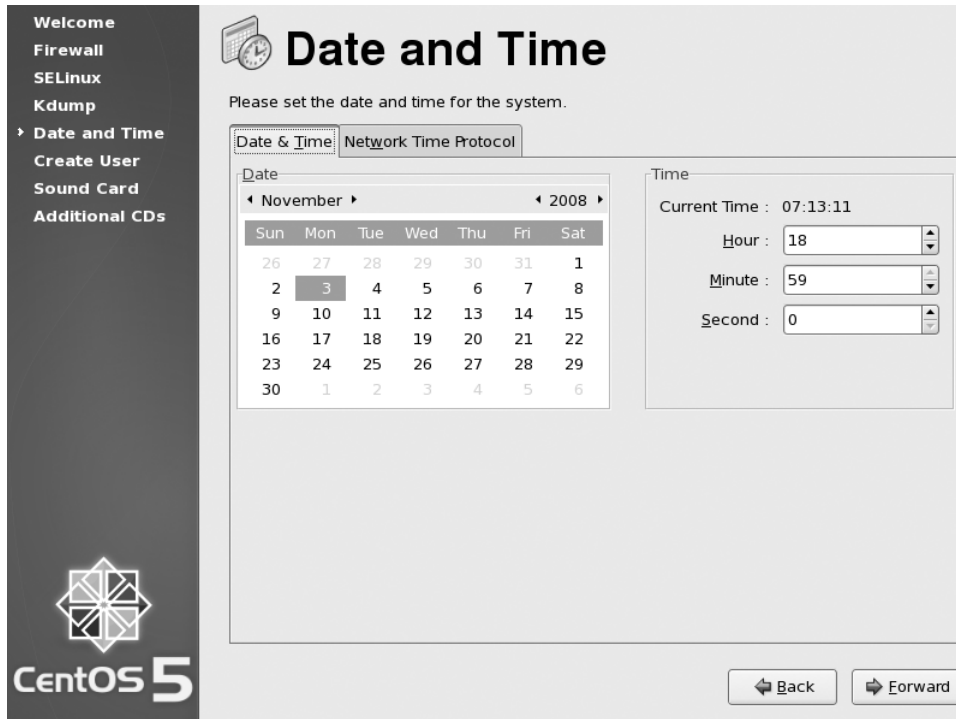 Welcome
Firewall
SELinux
Kdump
Date and Time
Create User
Sound Card
Additional CDs
CentOS 5
Date and Time
Please set the date and time for the system.
Date & Time
Network Time Protocol
Date
November
2008
Sun Mon Tue Wed Thu Fri Sat
26 27 28 29 30 31 1
2 3 4 5 6 7 8
9 10 11 12 13 14 15
16 17 18 19 20 21 22
23 24 25 26 27 28 29
30 1 2 3 4 5 6
Time
Current Time : 07:13:11
Hour : 18
Minute : 59
Second : 0
Back
Forward